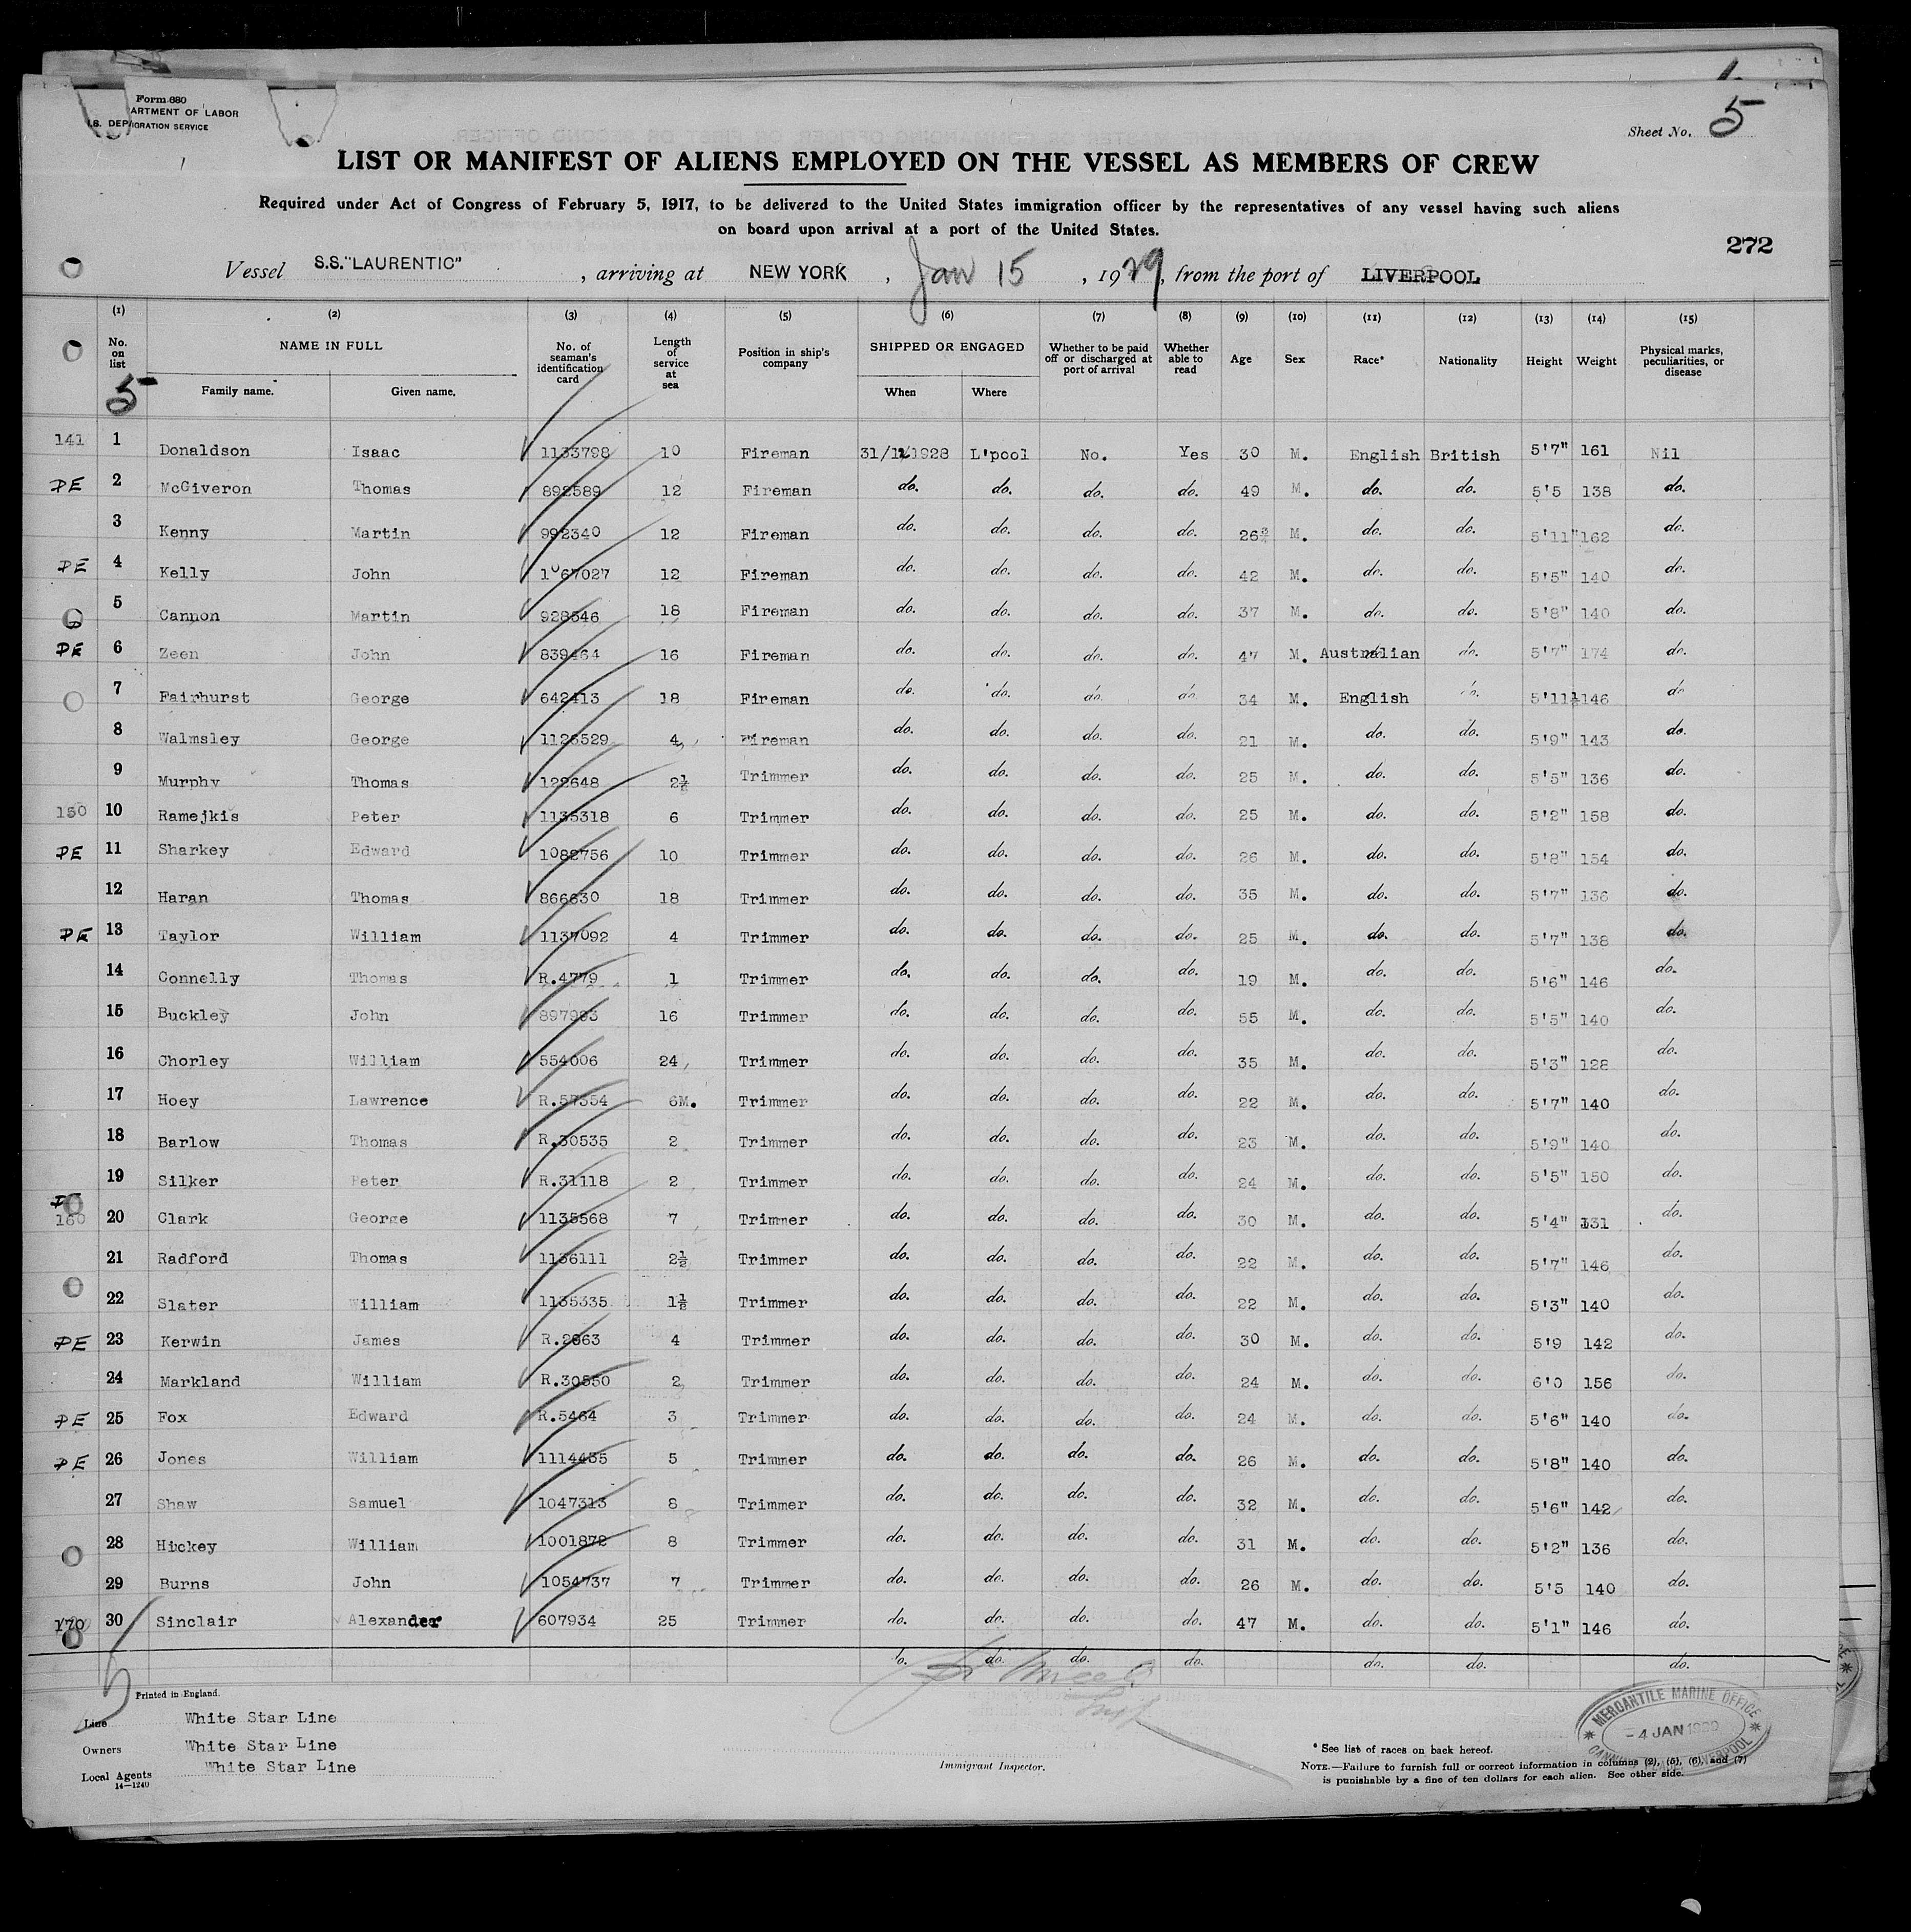 Form 680
U.S. DEPARTMENT OF LABOR
IMMIGRATION SERVICE
Sheet No. 5
LIST OR MANIFEST OF ALIENS EMPLOYED ON THE VESSEL AS MEMBERS OF CREW
Required under Act of Congress of February 5, 1917, to be delivered to the United States immigration officer by the representatives of any vessel having such aliens
on board upon arrival at a port of the United States.
272
Vessel S.S. "LAURENTIC", arriving at NEW YORK, Jan 15, 1929, from the port of LIVERPOOL
(1) (2) (3) (4) (5) (6) (7) (8) (9) (10) (11) (12) (13) (14) (15)
No. on list NAME IN FULL No. of seaman's identification card Length of service at sea Position in ship's company SHIPPED OR ENGAGED Whether to be paid off or discharged at port of arrival Whether able to read Age Sex Race* Nationality Height Weight Physical marks, peculiarities, or disease
5 Family name. Given name. When Where
141 1 Donaldson Isaac 1133798 10 Fireman 31/12/1928 L'pool No. Yes 30 M. English British 5'7" 161 Nil
PE 2 McGiveron Thomas 892589 12 Fireman do. do. do. do. 49 M. do. do. 5'5 138 do.
3 Kenny Martin 992340 12 Fireman do. do. do. do. 26 M. do. do. 5'11" 162 do.
PE 4 Kelly John 1067027 12 Fireman do. do. do. do. 42 M. do. do. 5'5" 140 do.
5 Cannon Martin 928546 18 Fireman do. do. do. do. 37 M. do. do. 5'8" 140 do.
PE 6 Zeen John 839464 16 Fireman do. do. do. do. 47 M. Australian do. 5'7" 174 do.
7 Fairhurst George 642413 18 Fireman do. do. do. do. 34 M. English do. 5'11½ 146 do
8 Walmsley George 1126529 4 Fireman do. do. do. do. 21 M. do. do. 5'9" 143 do.
9 Murphy Thomas 122648 2½ Trimmer do. do. do. do. 25 M. do. do. 5'5" 136 do.
150 10 Ramejkis Peter 1135318 6 Trimmer do. do. do. do. 25 M. do. do. 5'2" 158 do.
PE 11 Sharkey Edward 1082756 10 Trimmer do. do. do. do. 26 M. do. do. 5'8" 154 do.
12 Haran Thomas 866630 18 Trimmer do. do. do. do. 35 M. do. do. 5'7" 136 do.
PE 13 Taylor William 1137092 4 Trimmer do. do. do. do. 25 M. do. do. 5'7" 138 do.
14 Connelly Thomas R.4779 1 Trimmer do. do. do. do. 19 M. do. do. 5'6" 146 do.
15 Buckley John 897993 16 Trimmer do. do. do. do. 55 M. do. do. 5'5" 140 do.
16 Chorley William 554006 24 Trimmer do. do. do. do. 35 M. do. do. 5'3" 128 do.
17 Hoey Lawrence R.57354 6M. Trimmer do. do. do. do. 22 M. do. do. 5'7" 140 do.
18 Barlow Thomas R.30535 2 Trimmer do. do. do. do. 23 M. do. do. 5'9" 140 do.
19 Silker Peter R.31118 2 Trimmer do. do. do. do. 24 M. do. do. 5'5" 150 do.
PE 160 20 Clark George 1135568 7 Trimmer do. do. do. do. 30 M. do. do. 5'4" 131 do.
21 Radford Thomas 1136111 2½ Trimmer do. do. do. do. 22 M. do. do. 5'7" 146 do.
22 Slater William 1135335 1½ Trimmer do. do. do. do. 22 M. do. do. 5'3" 140 do.
PE 23 Kerwin James R.2663 4 Trimmer do. do. do. do. 30 M. do. do. 5'9 142 do.
24 Markland William R.30550 2 Trimmer do. do. do. do. 24 M. do. do. 6'0 156 do.
PE 25 Fox Edward R.5464 3 Trimmer do. do. do. do. 24 M. do. do. 5'6" 140 do.
PE 26 Jones William 1114455 5 Trimmer do. do. do. do. 26 M. do. do. 5'8" 140 do.
27 Shaw Samuel 1047313 8 Trimmer do. do. do. do. 32 M. do. do. 5'6" 142 do.
28 Hickey William 1001872 8 Trimmer do. do. do. do. 31 M. do. do. 5'2" 136 do.
29 Burns John 1054737 7 Trimmer do. do. do. do. 26 M. do. do. 5'5 140 do.
170 30 Sinclair Alexander 607934 25 Trimmer do. do. do. do. 47 M. do. do. 5'1" 146 do.
do. do. do. do. do. do. do.
Printed in England.
Line White Star Line
Owners White Star Line
Local Agents White Star Line
14—1240
Immigrant Inspector.
MERCANTILE MARINE OFFICE
-4 JAN
LIVERPOOL
* See list of races on back hereof.
NOTE.—Failure to furnish full or correct information in columns (2), (5), (6), and (7)
is punishable by a fine of ten dollars for each alien. See other side.